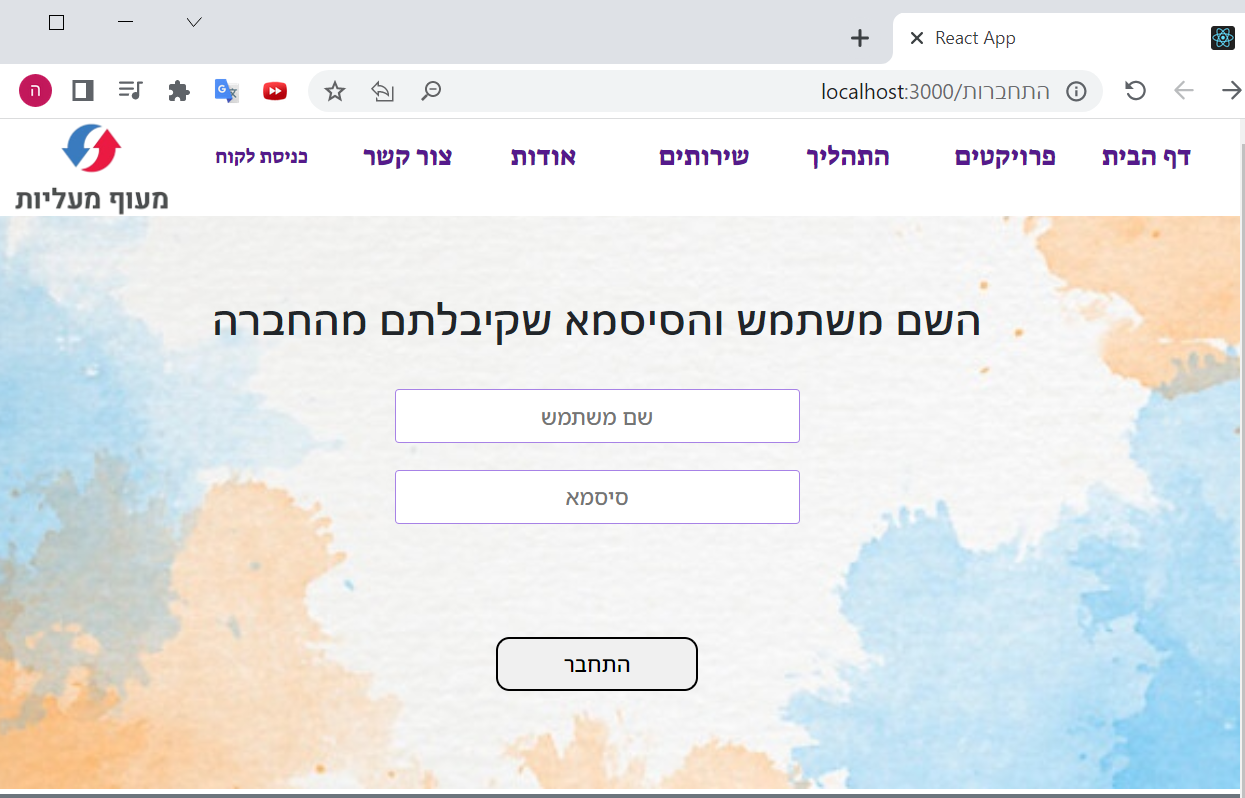 React App
localhost:3000/התחברות
ה
דף הבית
פרויקטים
התהליך
שירותים
אודות
צור קשר
כניסת לקוח
מעוף מעליות
השם משתמש והסיסמא שקיבלתם מהחברה
שם משתמש
סיסמא
התחבר